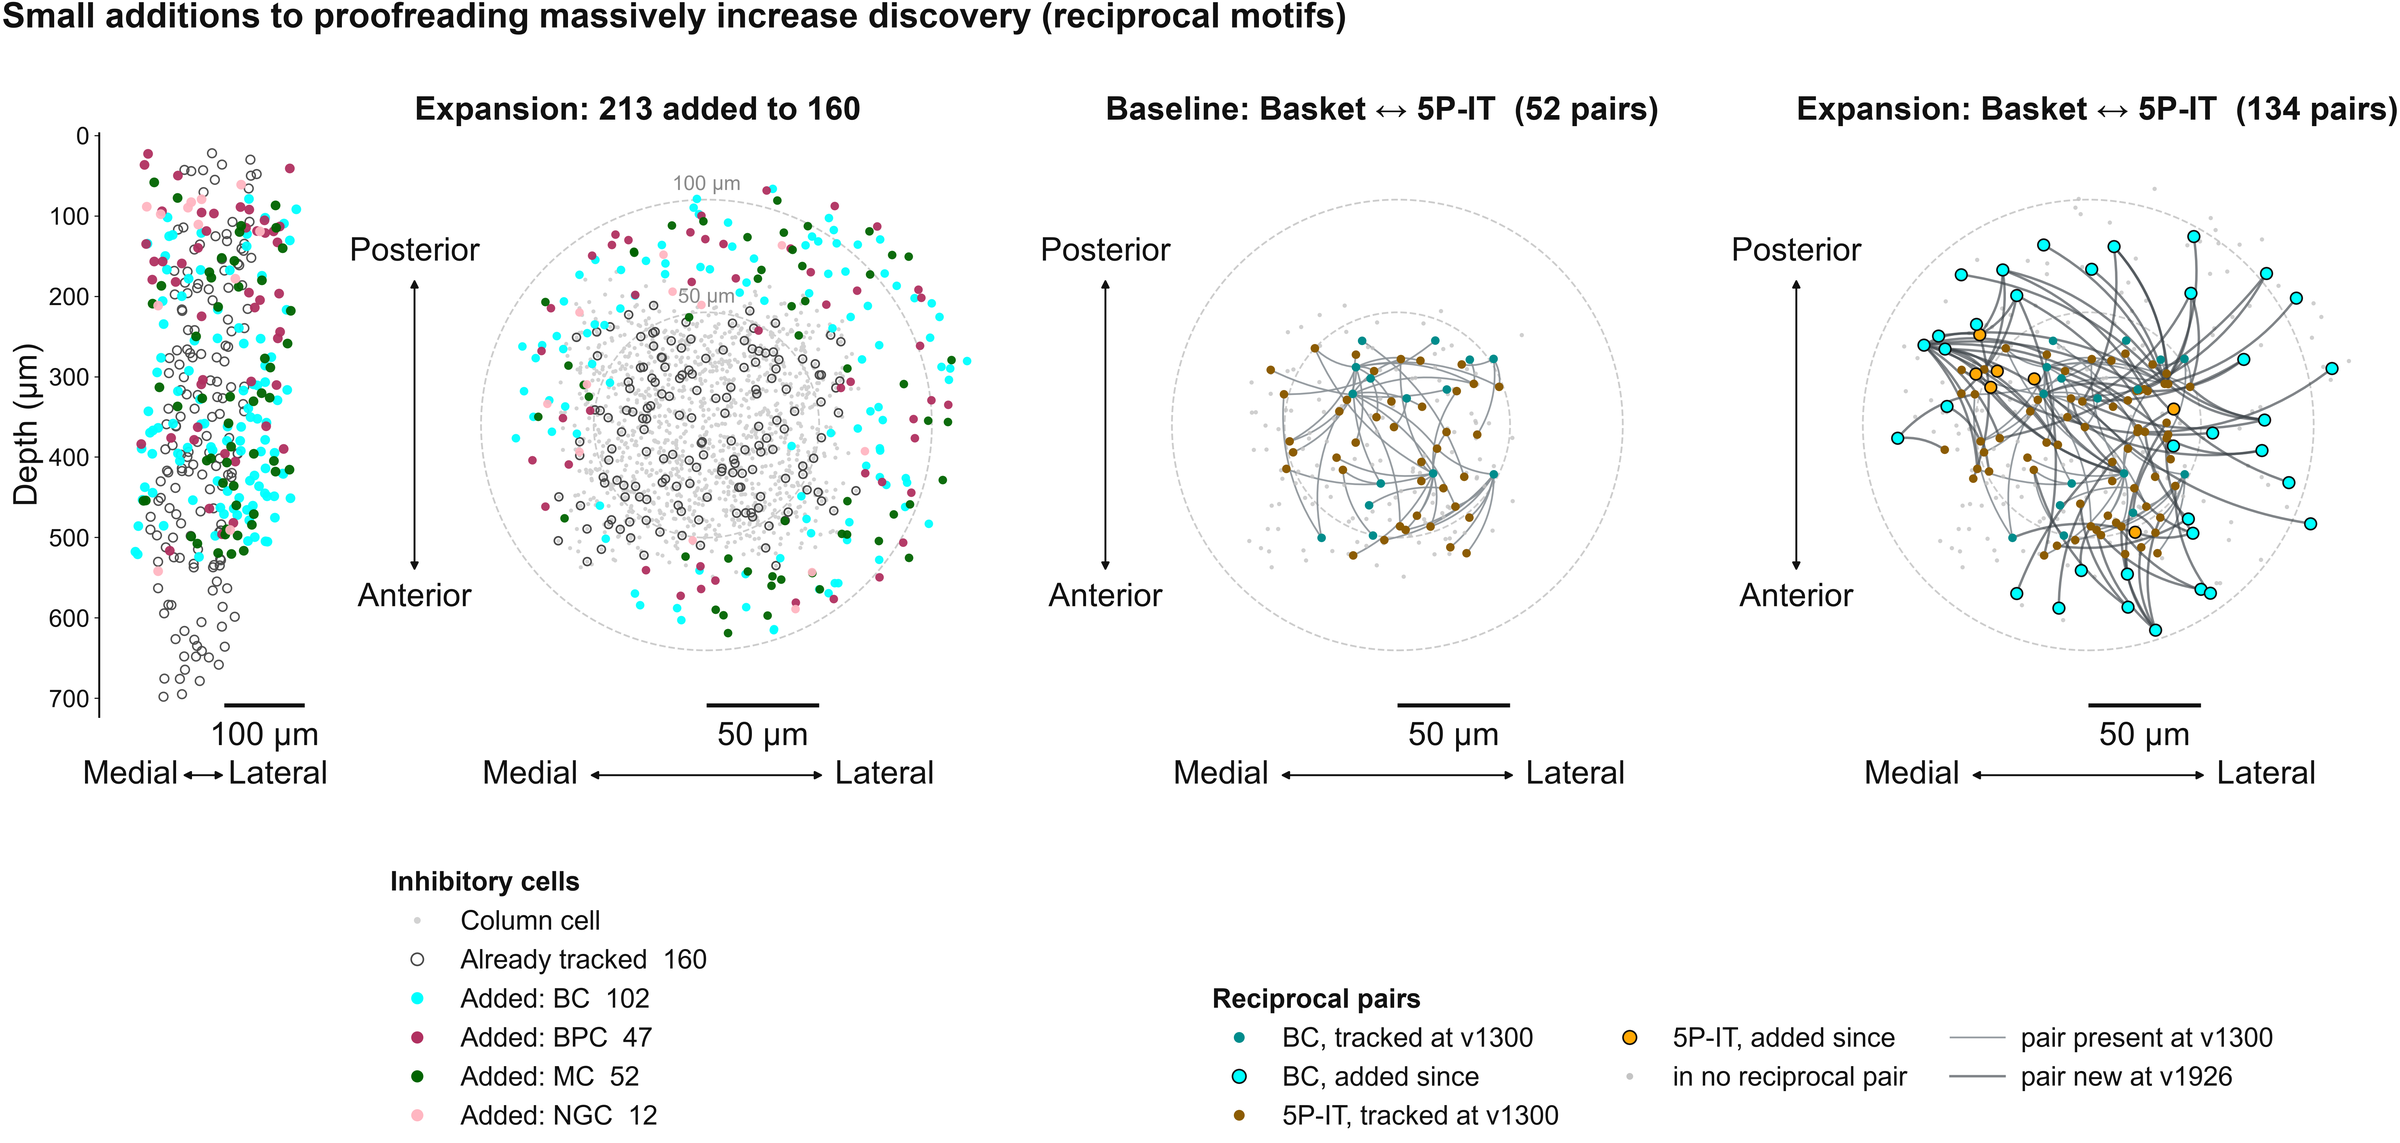 Small additions to proofreading massively increase discovery (reciprocal motifs)
Expansion: 213 added to 160
Baseline: Basket ↔ 5P-IT (52 pairs)
Expansion: Basket ↔ 5P-IT (134 pairs)
0
100
200
300
400
500
600
700
Depth (µm)
100 µm
Medial
Lateral
Posterior
Anterior
100 µm
50 µm
50 µm
Medial
Lateral
Posterior
Anterior
50 µm
Medial
Lateral
Posterior
Anterior
50 µm
Medial
Lateral
Inhibitory cells
Column cell
Already tracked 160
Added: BC 102
Added: BPC 47
Added: MC 52
Added: NGC 12
Reciprocal pairs
BC, tracked at v1300
BC, added since
5P-IT, tracked at v1300
5P-IT, added since
in no reciprocal pair
pair present at v1300
pair new at v1926